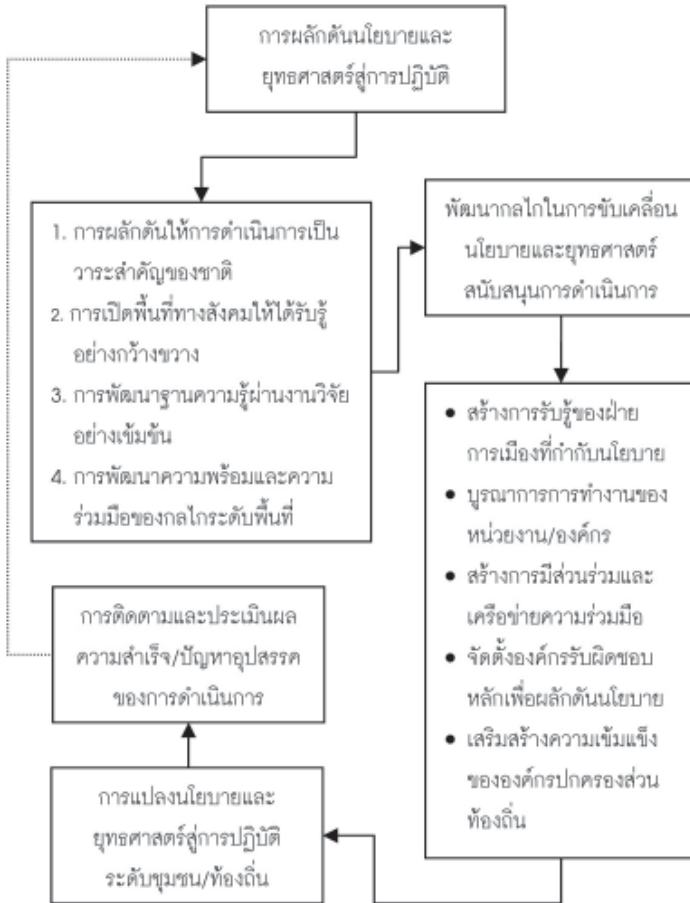 การผลักดันนโยบายและ
ยุทธศาสตร์สู่การปฏิบัติ
1. การผลักดันให้การดำเนินการเป็น
วาระสำคัญของชาติ
2. การเปิดพื้นที่ทางสังคมให้ได้รับรู้
อย่างกว้างขวาง
3. การพัฒนาฐานความรู้ผ่านงานวิจัย
อย่างเข้มข้น
4. การพัฒนาความพร้อมและความ
ร่วมมือของกลไกระดับพื้นที่
พัฒนากลไกในการขับเคลื่อน
นโยบายและยุทธศาสตร์
สนับสนุนการดำเนินการ
● สร้างการรับรู้ของฝ่าย
การเมืองที่กำกับนโยบาย
● บูรณาการการทำงานของ
หน่วยงาน/องค์กร
● สร้างการมีส่วนร่วมและ
เครือข่ายความร่วมมือ
● จัดตั้งองค์กรรับผิดชอบ
หลักเพื่อผลักดันนโยบาย
● เสริมสร้างความเข้มแข็ง
ขององค์กรปกครองส่วน
ท้องถิ่น
การแปลงนโยบายและ
ยุทธศาสตร์สู่การปฏิบัติ
ระดับชุมชน/ท้องถิ่น
การติดตามและประเมินผล
ความสำเร็จ/ปัญหาอุปสรรค
ของการดำเนินการ